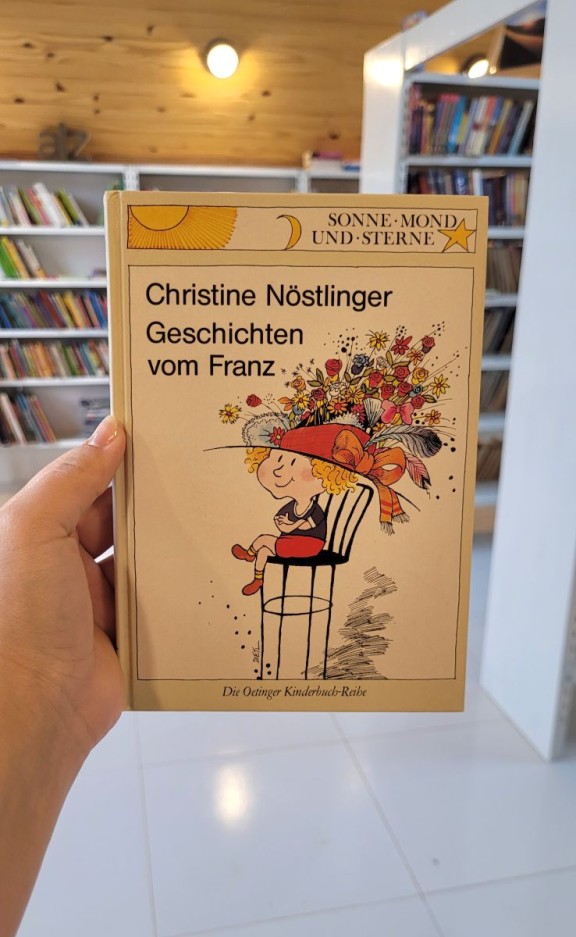 SONNE·MOND
UND·STERNE
Christine Nöstlinger
Geschichten
vom Franz
Die Oetinger Kinderbuch-Reihe